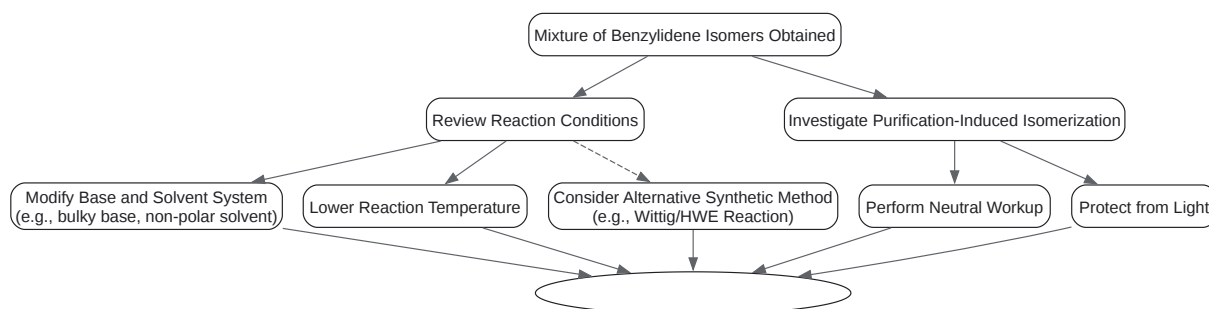 Mixture of Benzylidene Isomers Obtained
Review Reaction Conditions
Investigate Purification-Induced Isomerization
Modify Base and Solvent System
(e.g., bulky base, non-polar solvent)
Lower Reaction Temperature
Consider Alternative Synthetic Method
(e.g., Wittig/HWE Reaction)
Perform Neutral Workup
Protect from Light